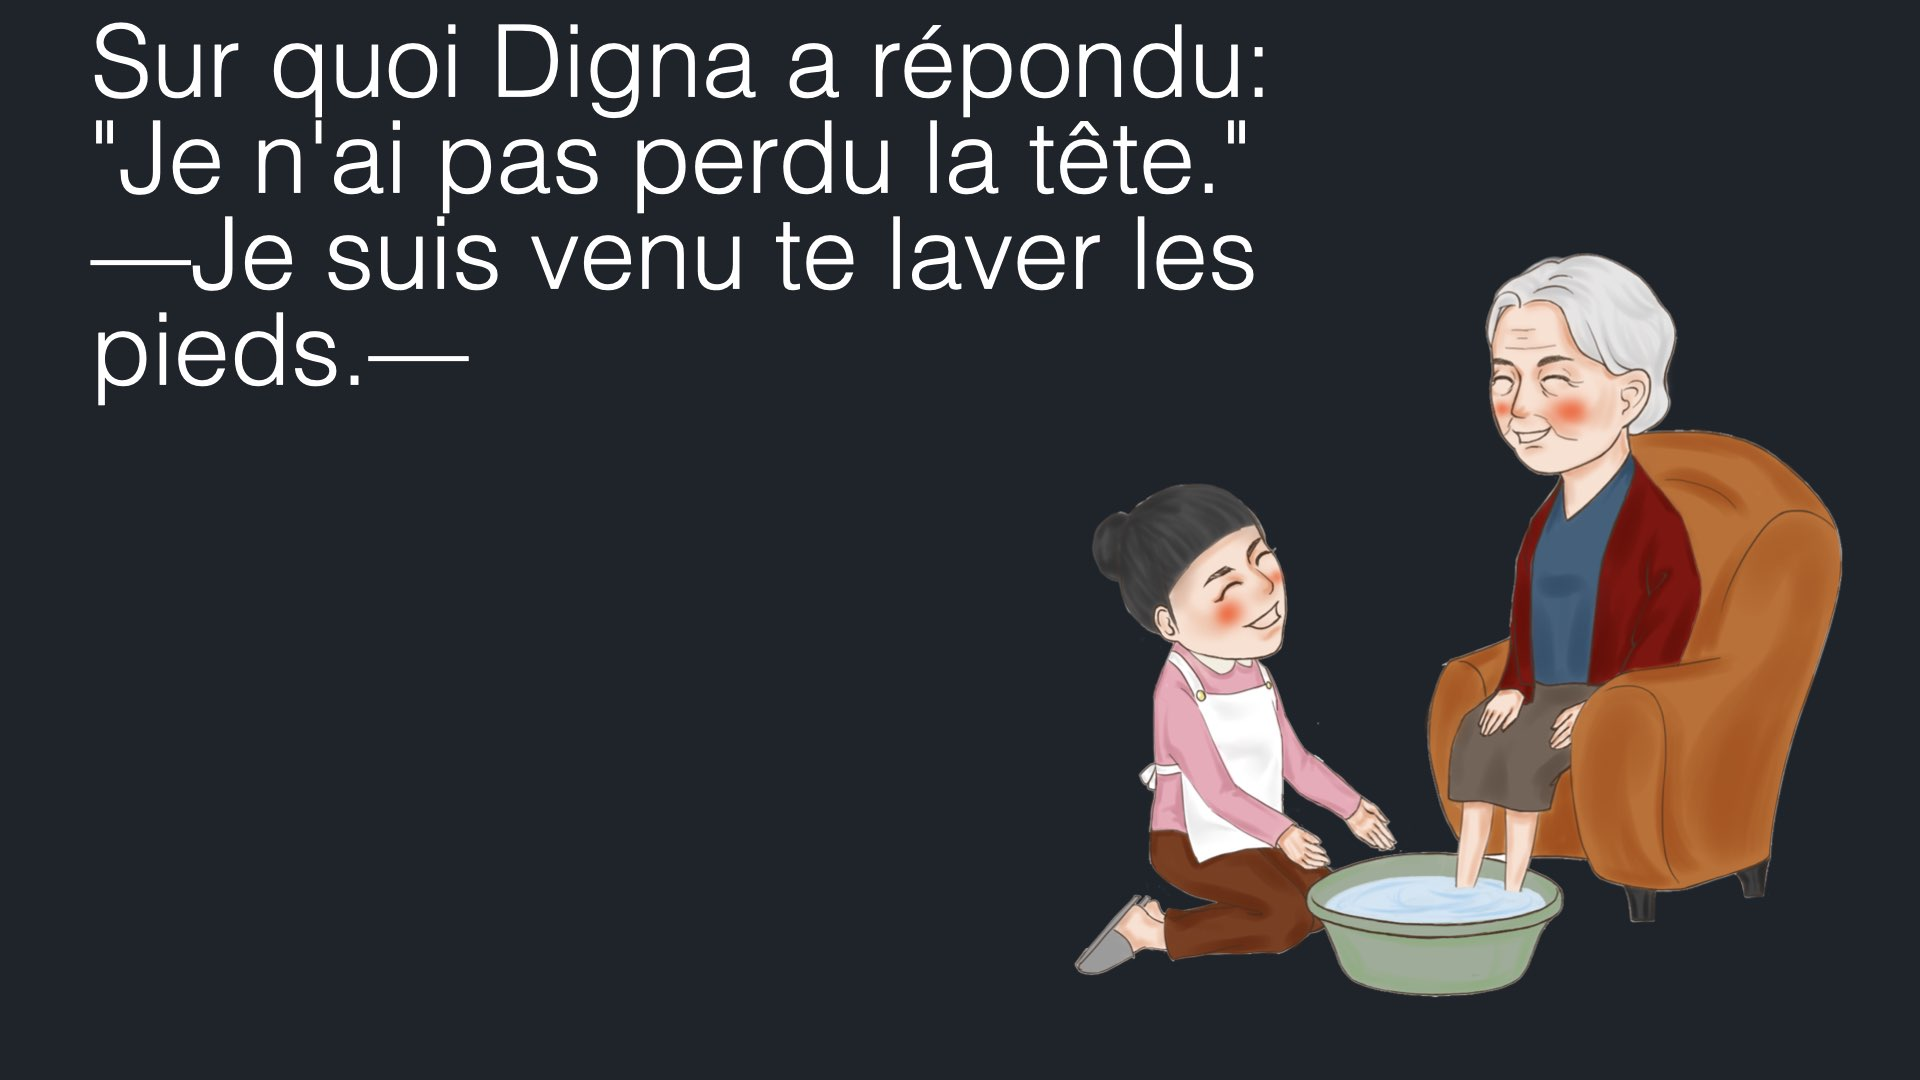 Sur quoi Digna a répondu:
"Je n'ai pas perdu la tête."
—Je suis venu te laver les
pieds.—